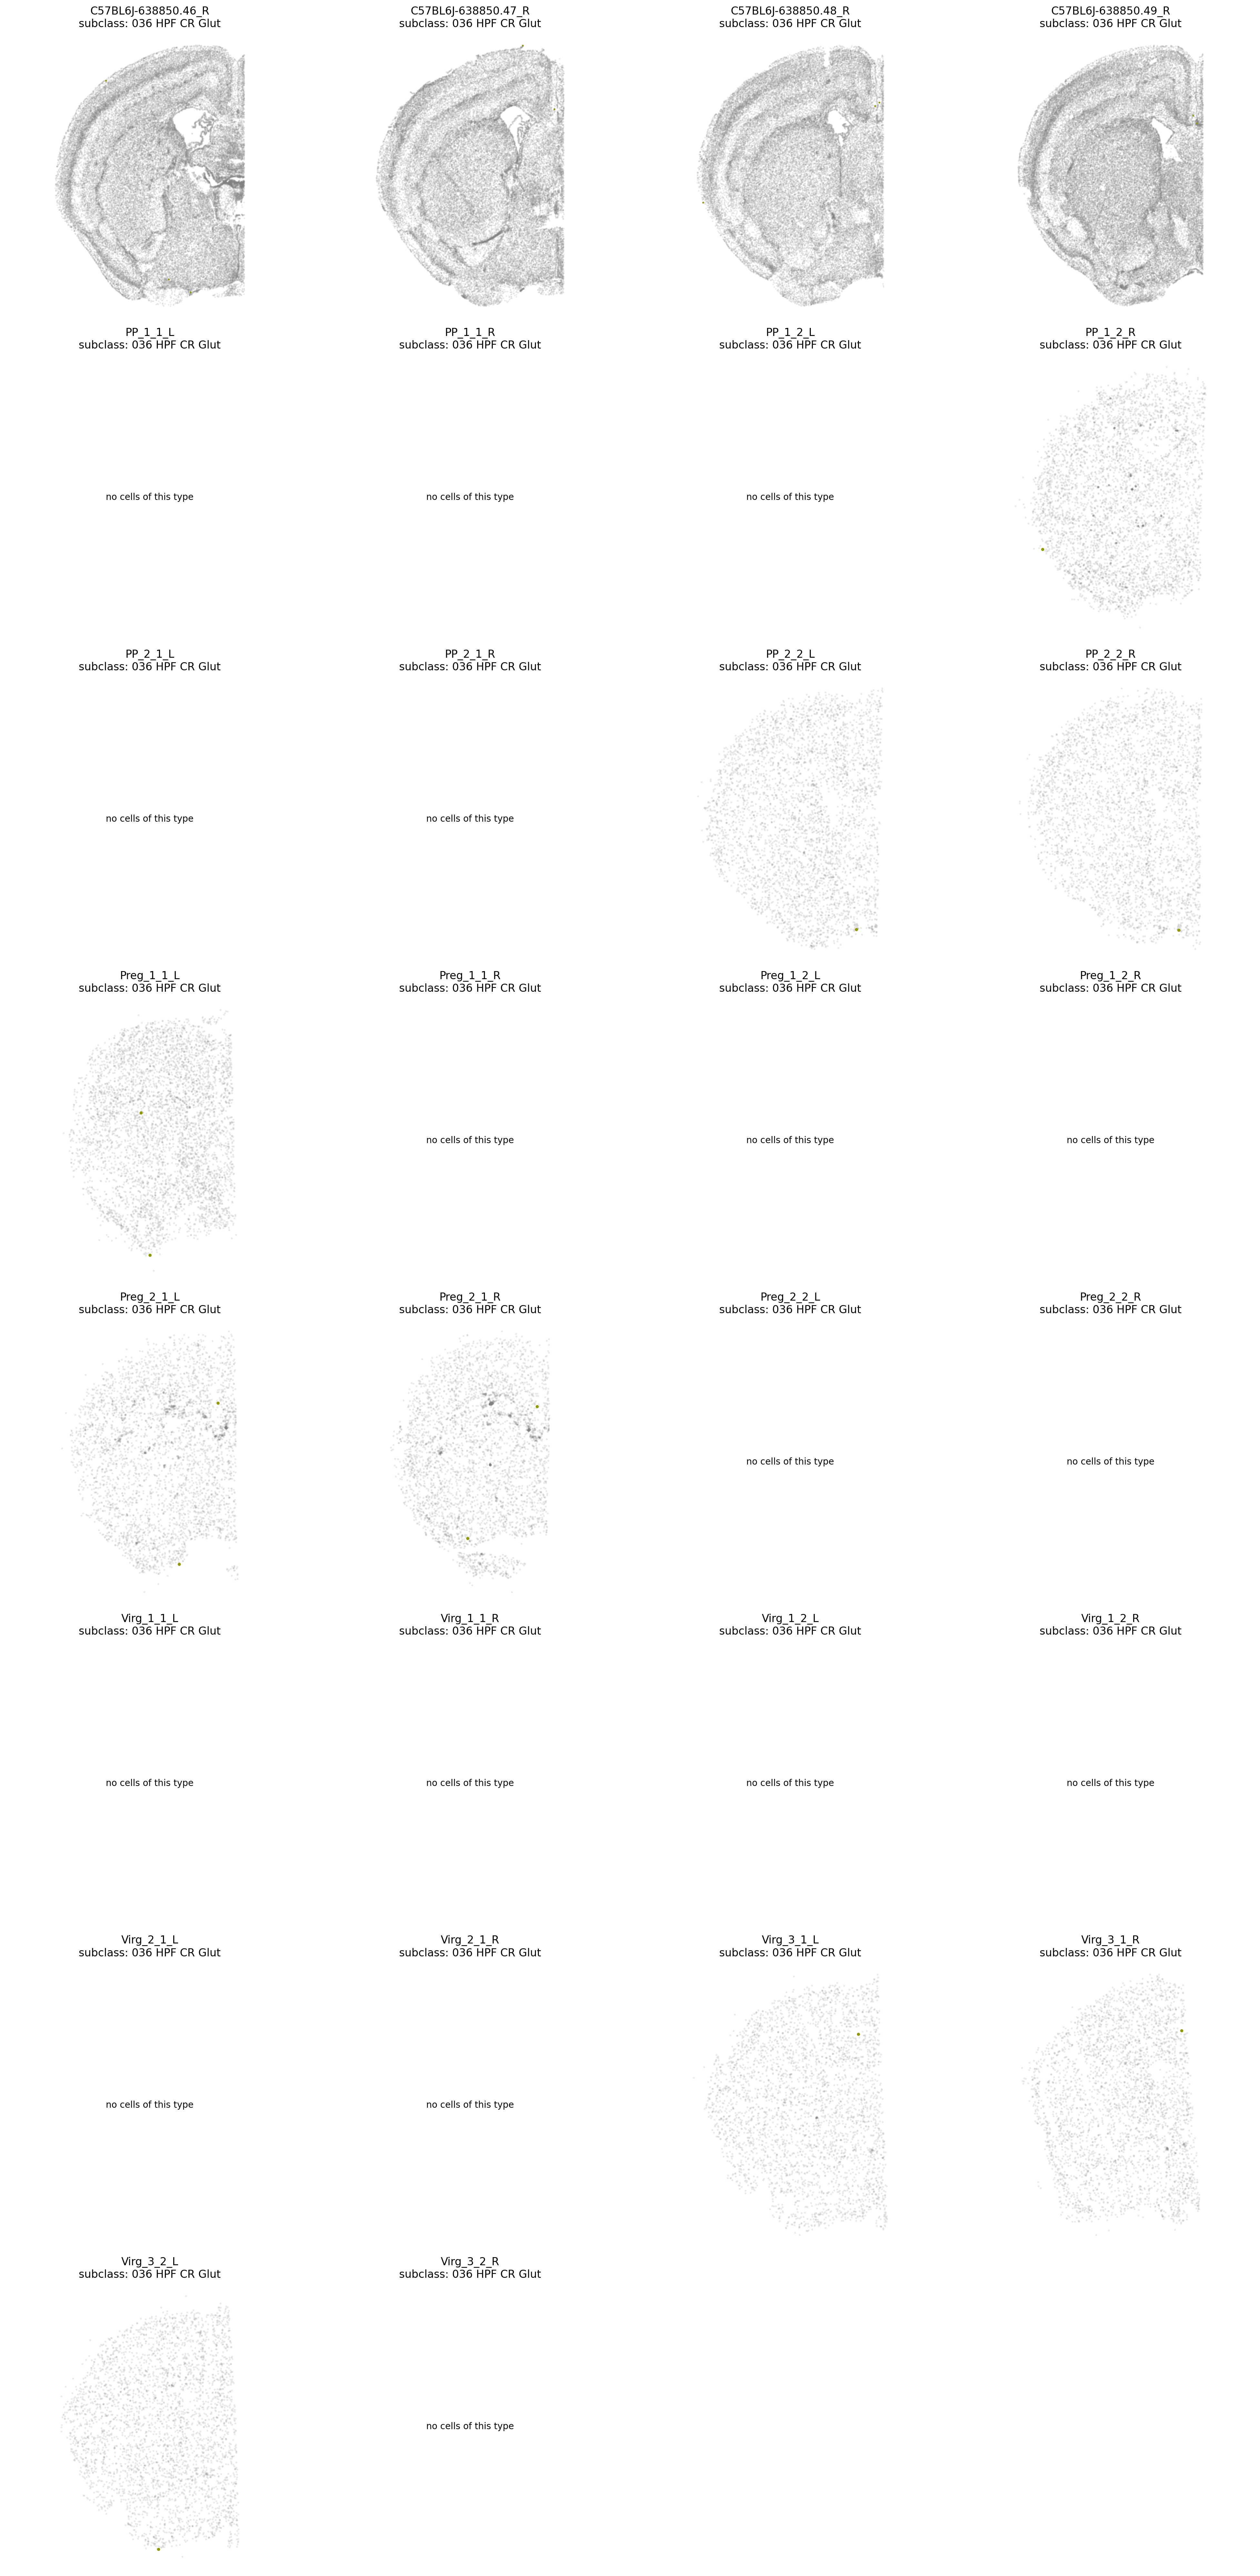 C57BL6J-638850.46_R
subclass: 036 HPF CR Glut
C57BL6J-638850.47_R
subclass: 036 HPF CR Glut
C57BL6J-638850.48_R
subclass: 036 HPF CR Glut
C57BL6J-638850.49_R
subclass: 036 HPF CR Glut
PP_1_1_L
subclass: 036 HPF CR Glut
no cells of this type
PP_1_1_R
subclass: 036 HPF CR Glut
no cells of this type
PP_1_2_L
subclass: 036 HPF CR Glut
no cells of this type
PP_1_2_R
subclass: 036 HPF CR Glut
PP_2_1_L
subclass: 036 HPF CR Glut
no cells of this type
PP_2_1_R
subclass: 036 HPF CR Glut
no cells of this type
PP_2_2_L
subclass: 036 HPF CR Glut
PP_2_2_R
subclass: 036 HPF CR Glut
Preg_1_1_L
subclass: 036 HPF CR Glut
Preg_1_1_R
subclass: 036 HPF CR Glut
no cells of this type
Preg_1_2_L
subclass: 036 HPF CR Glut
no cells of this type
Preg_1_2_R
subclass: 036 HPF CR Glut
no cells of this type
Preg_2_1_L
subclass: 036 HPF CR Glut
Preg_2_1_R
subclass: 036 HPF CR Glut
Preg_2_2_L
subclass: 036 HPF CR Glut
no cells of this type
Preg_2_2_R
subclass: 036 HPF CR Glut
no cells of this type
Virg_1_1_L
subclass: 036 HPF CR Glut
no cells of this type
Virg_1_1_R
subclass: 036 HPF CR Glut
no cells of this type
Virg_1_2_L
subclass: 036 HPF CR Glut
no cells of this type
Virg_1_2_R
subclass: 036 HPF CR Glut
no cells of this type
Virg_2_1_L
subclass: 036 HPF CR Glut
no cells of this type
Virg_2_1_R
subclass: 036 HPF CR Glut
no cells of this type
Virg_3_1_L
subclass: 036 HPF CR Glut
Virg_3_1_R
subclass: 036 HPF CR Glut
Virg_3_2_L
subclass: 036 HPF CR Glut
Virg_3_2_R
subclass: 036 HPF CR Glut
no cells of this type